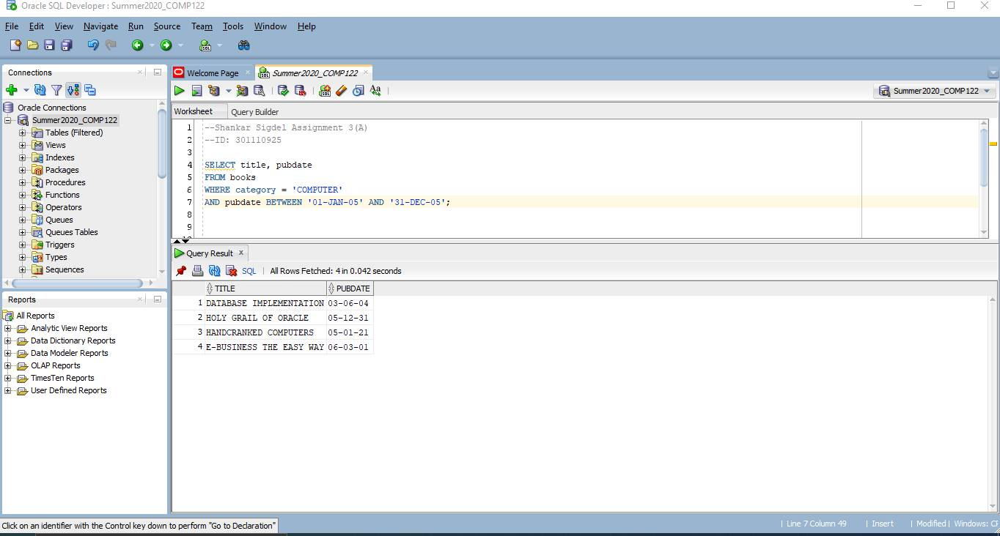 Oracle SQL Developer : Summer2020_COMP122
File Edit View Navigate Run Source Team Tools Window Help
Connections
Oracle Connections
Summer2020_COMP122
Tables (Filtered)
Views
Indexes
Packages
Procedures
Functions
Operators
Queues
Queues Tables
Triggers
Types
Sequences
Reports
All Reports
Analytic View Reports
Data Dictionary Reports
Data Modeler Reports
OLAP Reports
TimesTen Reports
User Defined Reports
Welcome Page Summer2020_COMP122
Summer2020_COMP122
Worksheet Query Builder
1 --Shankar Sigdel Assignment 3(A)
2 --ID: 301110925
3
4 SELECT title, pubdate
5 FROM books
6 WHERE category = 'COMPUTER'
7 AND pubdate BETWEEN '01-JAN-05' AND '31-DEC-05';
8
9
Query Result x
SQL | All Rows Fetched: 4 in 0.042 seconds
TITLE PUBDATE
1 DATABASE IMPLEMENTATION 03-06-04
2 HOLY GRAIL OF ORACLE 05-12-31
3 HANDCRANKED COMPUTERS 05-01-21
4 E-BUSINESS THE EASY WAY 06-03-01
Click on an identifier with the Control key down to perform "Go to Declaration"
| Line 7 Column 49 | Insert | Modified | Windows: